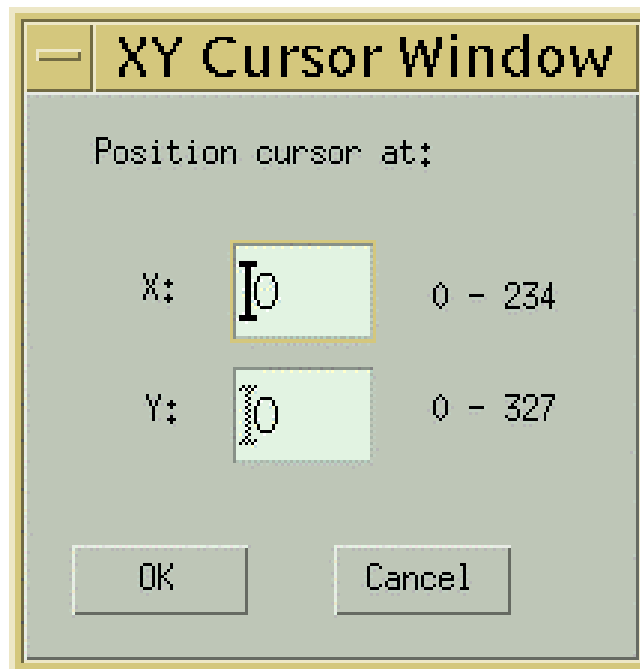 XY Cursor Window
Position cursor at:
X: 0 0 - 234
Y: 0 0 - 327
OK Cancel